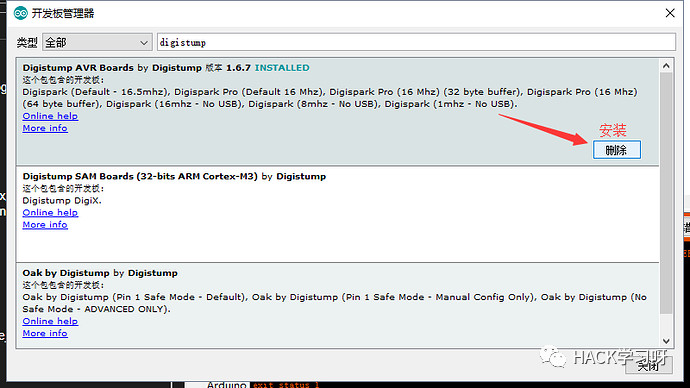 开发板管理器
类型 全部 digistump
Digistump AVR Boards by Digistump 版本 1.6.7 INSTALLED
这个包包含的开发板:
Digispark (Default - 16.5mhz), Digispark Pro (Default 16 Mhz), Digispark Pro (16 Mhz) (32 byte buffer), Digispark Pro (16 Mhz)
(64 byte buffer), Digispark (16mhz - No USB), Digispark (8mhz - No USB), Digispark (1mhz - No USB).
Online help
More info
安装
删除
Digistump SAM Boards (32-bits ARM Cortex-M3) by Digistump
这个包包含的开发板:
Digistump DigiX.
Online help
More info
Oak by Digistump by Digistump
这个包包含的开发板:
Oak by Digistump (Pin 1 Safe Mode - Default), Oak by Digistump (Pin 1 Safe Mode - Manual Config Only), Oak by Digistump (No
Safe Mode - ADVANCED ONLY).
Online help
More info
HACK学习呀
关闭
Arduino exit status 1